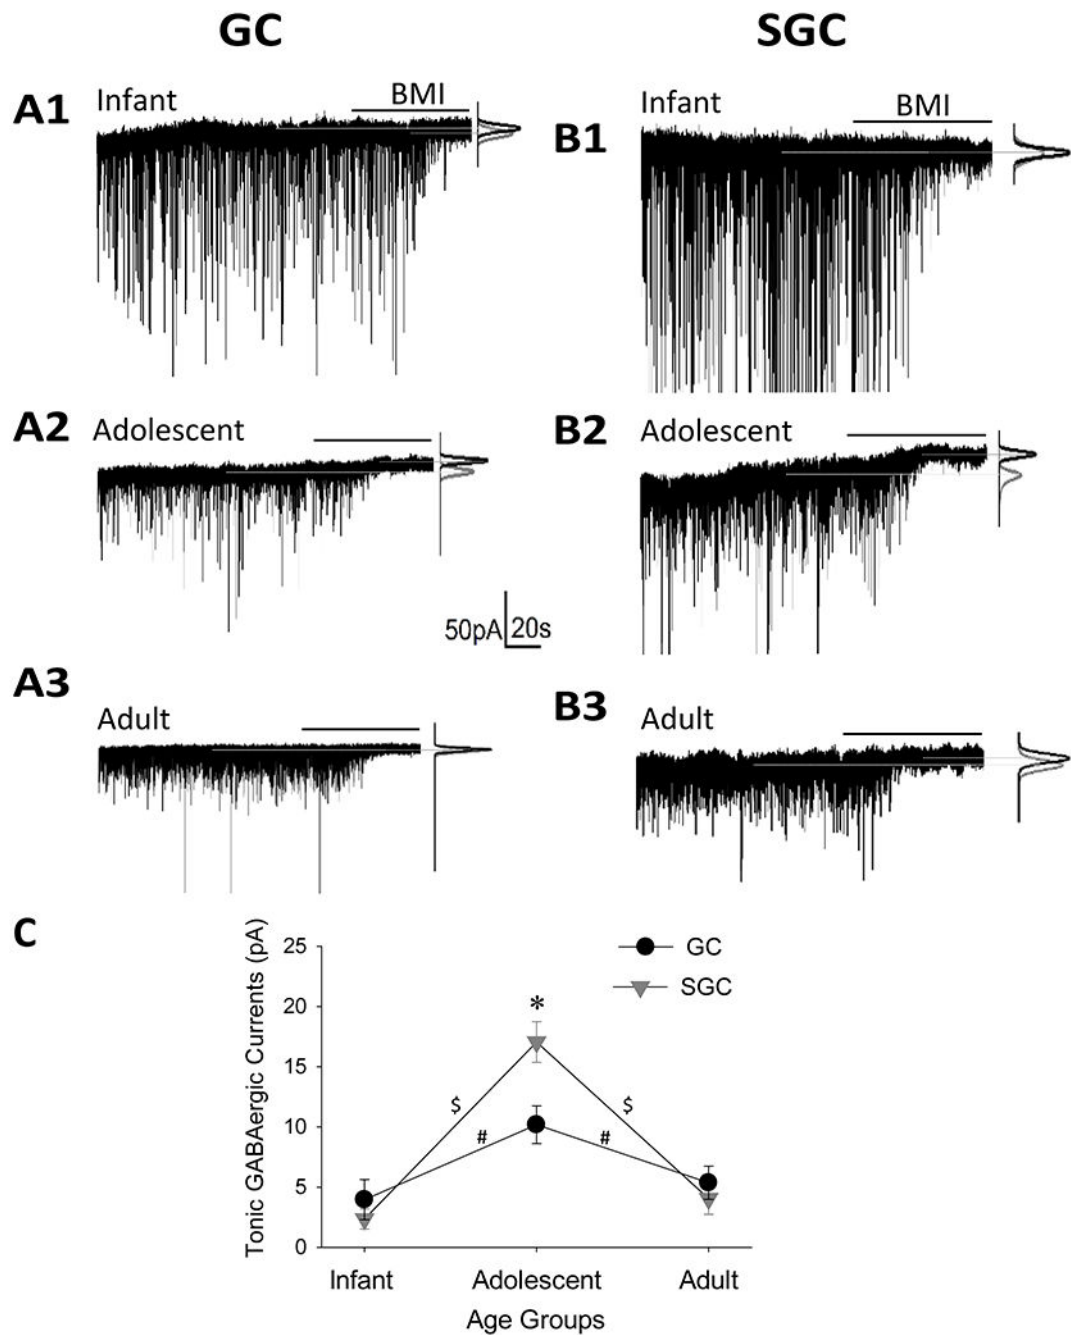 GC
SGC
A1
Infant
BMI
B1
Infant
BMI
A2
Adolescent
B2
Adolescent
50pA
20s
A3
Adult
B3
Adult
C
Tonic GABAergic Currents (pA)
25
20
15
10
5
0
GC
SGC
*
$
$
#
#
Infant
Adolescent
Adult
Age Groups